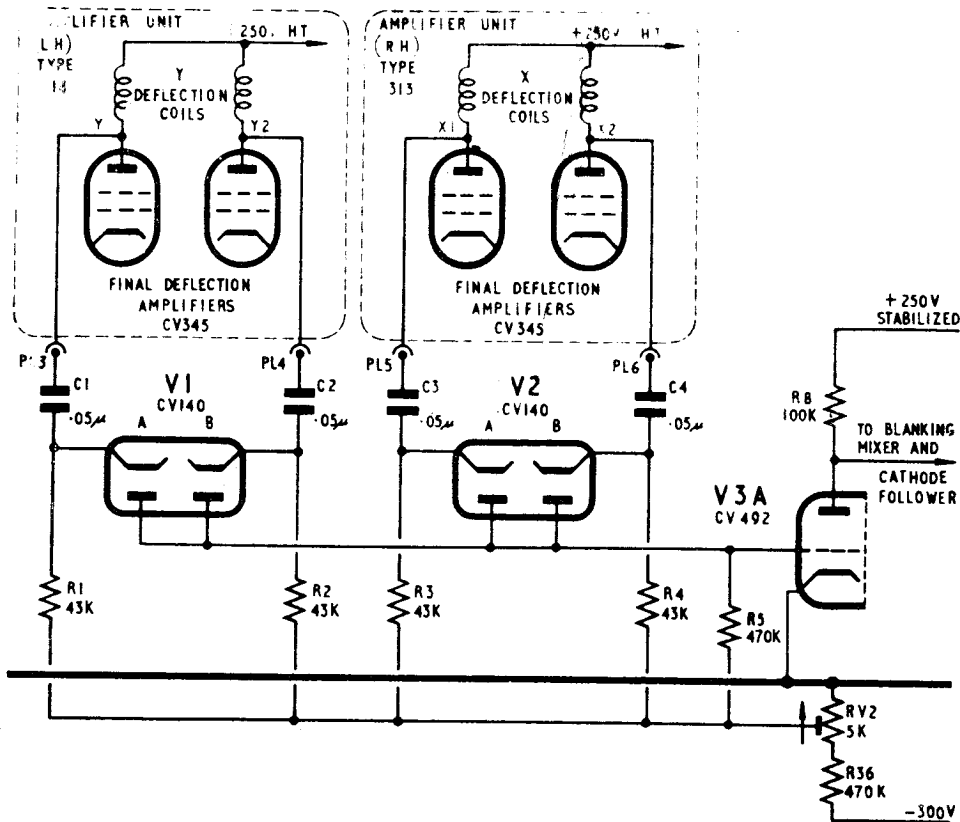 AMPLIFIER UNIT
(RH)
TYPE
313
+250V HT
X
DEFLECTION
COILS
X1
X2
FINAL DEFLECTION
AMPLIFIERS
CV345
LIFIER UNIT
TYPE
250. HT
Y
DEFLECTION
COILS
Y
Y2
FINAL DEFLECTION
AMPLIFIERS
CV345
PL4
PL5
PL6
C1
.05µ
V1
CV140
A
B
C2
.05µ
C3
.05µ
V2
CV140
A
B
C4
.05µ
+250V
STABILIZED
R8
100K
TO BLANKING
MIXER AND
CATHODE
FOLLOWER
V3A
CV492
R1
43K
R2
43K
R3
43K
R4
43K
R5
470K
RV2
5K
R36
470K
-300V